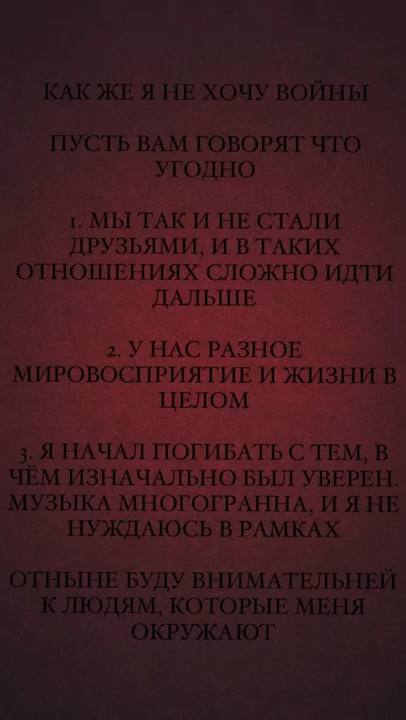 КАК ЖЕ Я НЕ ХОЧУ ВОЙНЫ
ПУСТЬ ВАМ ГОВОРЯТ ЧТО
УГОДНО
1. МЫ ТАК И НЕ СТАЛИ
ДРУЗЬЯМИ, И В ТАКИХ
ОТНОШЕНИЯХ СЛОЖНО ИДТИ
ДАЛЬШЕ
2. У НАС РАЗНОЕ
МИРОВОСПРИЯТИЕ И ЖИЗНИ В
ЦЕЛОМ
3. Я НАЧАЛ ПОГИБАТЬ С ТЕМ, В
ЧЁМ ИЗНАЧАЛЬНО БЫЛ УВЕРЕН.
МУЗЫКА МНОГОГРАННА, И Я НЕ
НУЖДАЮСЬ В РАМКАХ
ОТНЫНЕ БУДУ ВНИМАТЕЛЬНЕЙ
К ЛЮДЯМ, КОТОРЫЕ МЕНЯ
ОКРУЖАЮТ